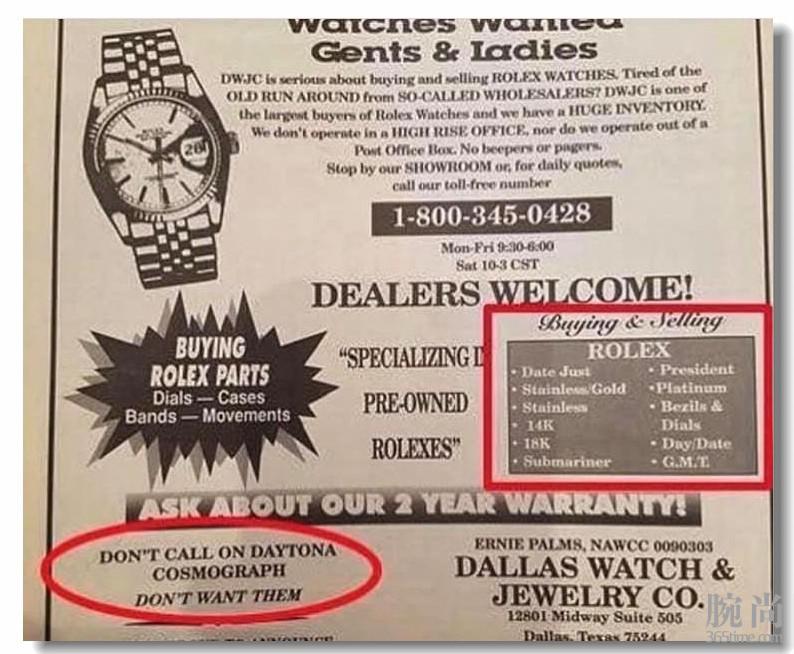 Watches Wanted
Gents & Ladies
DWJC is serious about buying and selling ROLEX WATCHES. Tired of the
OLD RUN AROUND from SO-CALLED WHOLESALERS? DWJC is one of
the largest buyers of Rolex Watches and we have a HUGE INVENTORY.
We don't operate in a HIGH RISE OFFICE, nor do we operate out of a
Post Office Box. No beepers or pagers.
Stop by our SHOWROOM or, for daily quotes,
call our toll-free number
1-800-345-0428
Mon-Fri 9:30-6:00
Sat 10-3 CST
DEALERS WELCOME!
BUYING
ROLEX PARTS
Dials — Cases
Bands — Movements
"SPECIALIZING
PRE-OWNED
ROLEXES"
Buying & Selling
ROLEX
• Date Just
• Stainless/Gold
• Stainless
• 14K
• 18K
• Submariner
• President
• Platinum
• Bezils &
Dials
• Day/Date
• G.M.T.
ASK ABOUT OUR 2 YEAR WARRANTY!
DON'T CALL ON DAYTONA
COSMOGRAPH
DON'T WANT THEM
ERNIE PALMS, NAWCC 0090303
DALLAS WATCH &
JEWELRY CO.
12801 Midway Suite 505
Dallas, Texas 75244
腕尚
365time.com